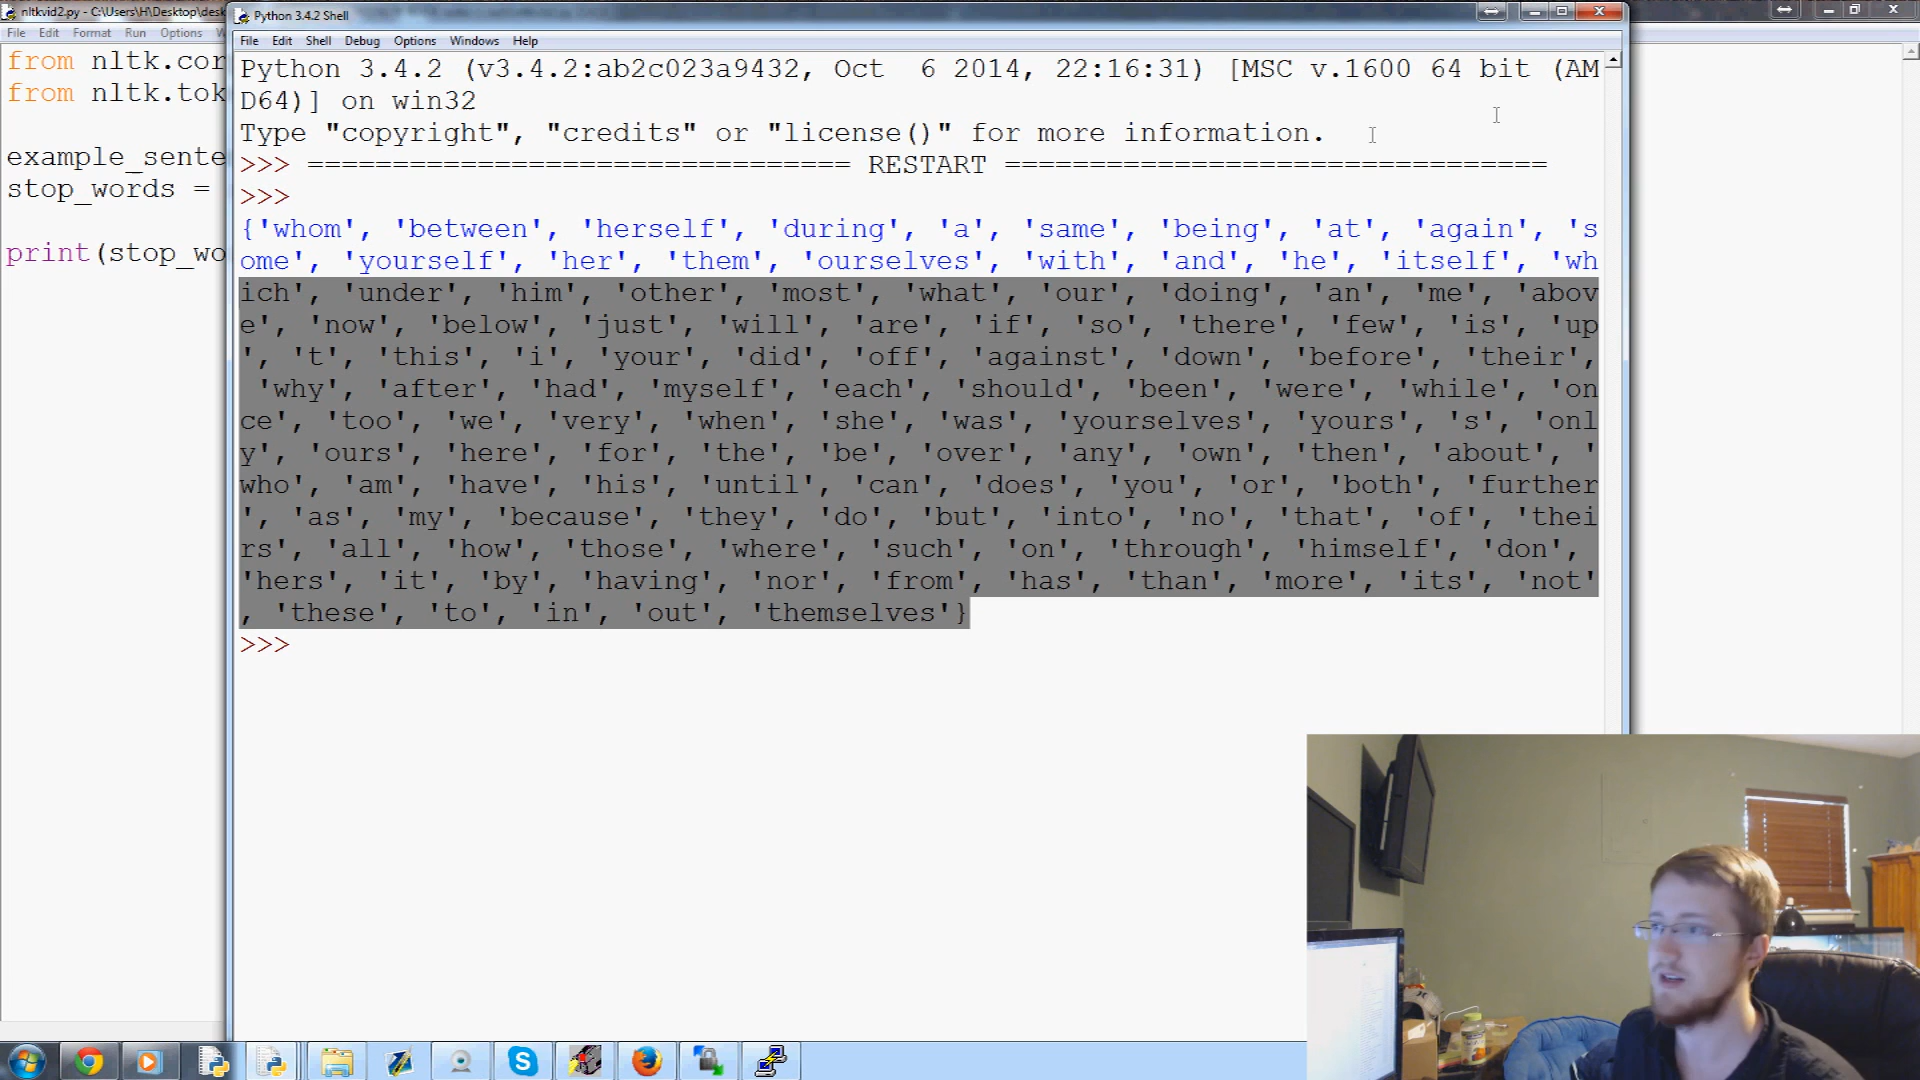 nltkvid2.py - C:\Users\H\Desktop\desk
File Edit Format Run Options W
from nltk.cor
from nltk.tok
example_sente
stop_words =
print(stop_wo
Python 3.4.2 Shell
File Edit Shell Debug Options Windows Help
Python 3.4.2 (v3.4.2:ab2c023a9432, Oct  6 2014, 22:16:31) [MSC v.1600 64 bit (AM
D64)] on win32
Type "copyright", "credits" or "license()" for more information.
>>> ================================ RESTART ================================
>>>
{'whom', 'between', 'herself', 'during', 'a', 'same', 'being', 'at', 'again', 's
ome', 'yourself', 'her', 'them', 'ourselves', 'with', 'and', 'he', 'itself', 'wh
ich', 'under', 'him', 'other', 'most', 'what', 'our', 'doing', 'an', 'me', 'abov
e', 'now', 'below', 'just', 'will', 'are', 'if', 'so', 'there', 'few', 'is', 'up
', 't', 'this', 'i', 'your', 'did', 'off', 'against', 'down', 'before', 'their',
'why', 'after', 'had', 'myself', 'each', 'should', 'been', 'were', 'while', 'on
ce', 'too', 'we', 'very', 'when', 'she', 'was', 'yourselves', 'yours', 's', 'onl
y', 'ours', 'here', 'for', 'the', 'be', 'over', 'any', 'own', 'then', 'about', '
who', 'am', 'have', 'his', 'until', 'can', 'does', 'you', 'or', 'both', 'further
', 'as', 'my', 'because', 'they', 'do', 'but', 'into', 'no', 'that', 'of', 'thei
rs', 'all', 'how', 'those', 'where', 'such', 'on', 'through', 'himself', 'don',
'hers', 'it', 'by', 'having', 'nor', 'from', 'has', 'than', 'more', 'its', 'not'
, 'these', 'to', 'in', 'out', 'themselves'}
>>>